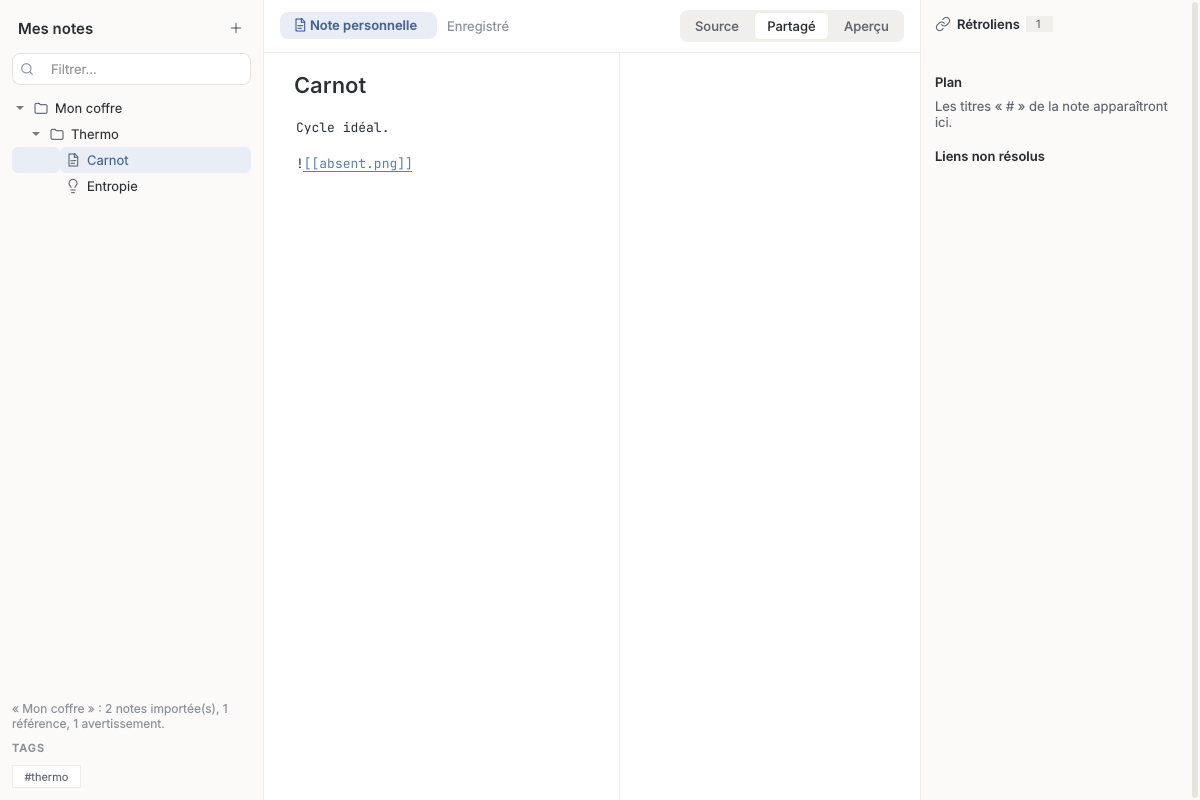 Mes notes
Filtrer...
Mon coffre
Thermo
Carnot
Entropie
« Mon coffre » : 2 notes importée(s), 1
référence, 1 avertissement.
TAGS
#thermo
Note personnelle
Enregistré
Source
Partagé
Aperçu
Carnot
Cycle idéal.
![[absent.png]]
Rétroliens 1
Plan
Les titres « # » de la note apparaîtront
ici.
Liens non résolus